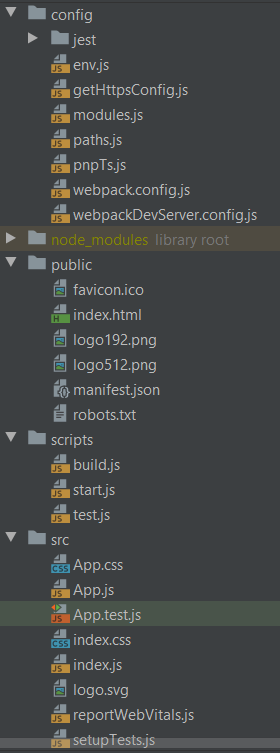 config
jest
env.js
getHttpsConfig.js
modules.js
paths.js
pnpTs.js
webpack.config.js
webpackDevServer.config.js
node_modules library root
public
favicon.ico
index.html
logo192.png
logo512.png
manifest.json
robots.txt
scripts
build.js
start.js
test.js
src
App.css
App.js
App.test.js
index.css
index.js
logo.svg
reportWebVitals.js
setupTests.js